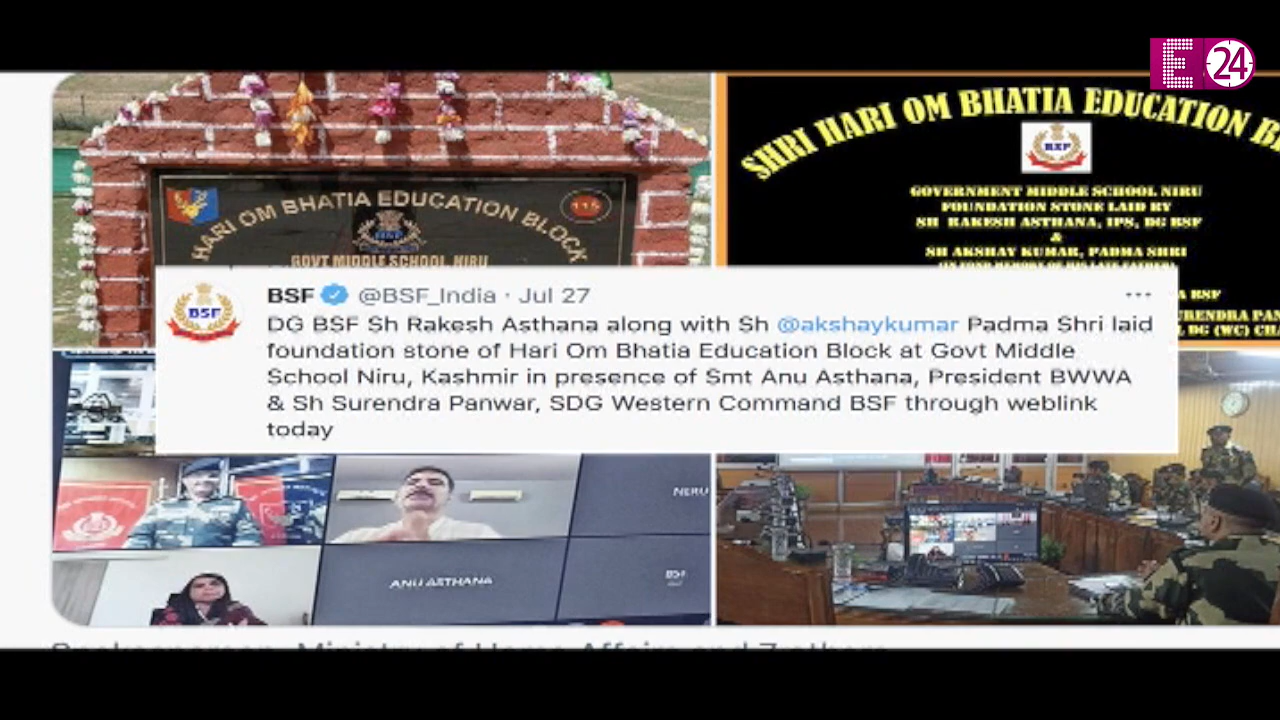 E 24
HARI OM BHATIA EDUCATION BLOCK
115
BSF
GOVT MIDDLE SCHOOL NIRU
SHRI HARI OM BHATIA EDUCATION
BSF
GOVERNMENT MIDDLE SCHOOL NIRU
FOUNDATION STONE LAID BY
SH RAKESH ASTHANA, IPS, DG BSF
&
SH AKSHAY KUMAR, PADMA SHRI
BSF
BSF @BSF_India · Jul 27
DG BSF Sh Rakesh Asthana along with Sh @akshaykumar Padma Shri laid
foundation stone of Hari Om Bhatia Education Block at Govt Middle
School Niru, Kashmir in presence of Smt Anu Asthana, President BWWA
& Sh Surendra Panwar, SDG Western Command BSF through weblink
today
BSF
NERU
ANU ASTHANA
BSF